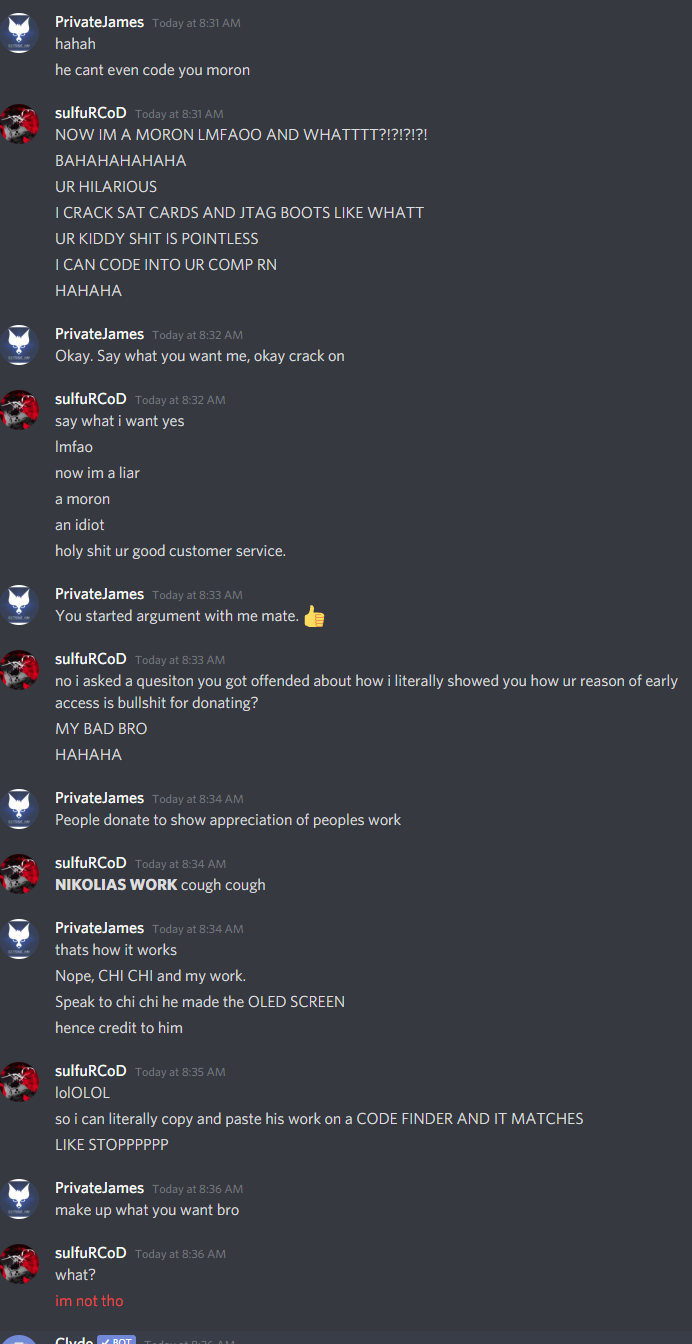 PrivateJames Today at 8:31 AM
hahah
he cant even code you moron
sulfuRCoD Today at 8:31 AM
NOW IM A MORON LMFAOO AND WHATTTT?!?!?!?!
BAHAHAHAHAHA
UR HILARIOUS
I CRACK SAT CARDS AND JTAG BOOTS LIKE WHATT
UR KIDDY SHIT IS POINTLESS
I CAN CODE INTO UR COMP RN
HAHAHA
PrivateJames Today at 8:32 AM
Okay. Say what you want me, okay crack on
sulfuRCoD Today at 8:32 AM
say what i want yes
lmfao
now im a liar
a moron
an idiot
holy shit ur good customer service.
PrivateJames Today at 8:33 AM
You started argument with me mate. 👍
sulfuRCoD Today at 8:33 AM
no i asked a quesiton you got offended about how i literally showed you how ur reason of early
access is bullshit for donating?
MY BAD BRO
HAHAHA
PrivateJames Today at 8:34 AM
People donate to show appreciation of peoples work
sulfuRCoD Today at 8:34 AM
NIKOLIAS WORK cough cough
PrivateJames Today at 8:34 AM
thats how it works
Nope, CHI CHI and my work.
Speak to chi chi he made the OLED SCREEN
hence credit to him
sulfuRCoD Today at 8:35 AM
lolOLOL
so i can literally copy and paste his work on a CODE FINDER AND IT MATCHES
LIKE STOPPPPPP
PrivateJames Today at 8:36 AM
make up what you want bro
sulfuRCoD Today at 8:36 AM
what?
im not tho
Clyde BOT Today at 8:36 AM